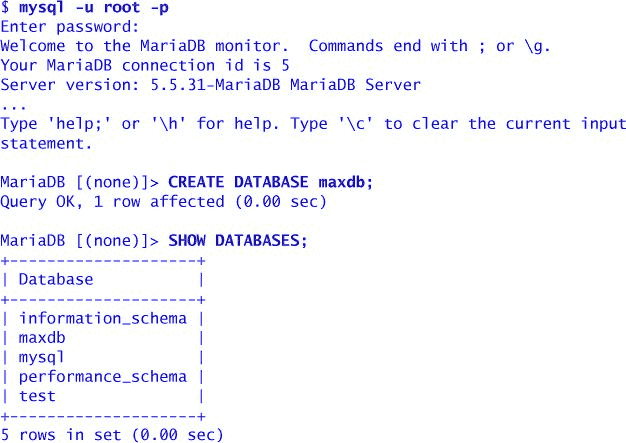 $ mysql -u root -p
Enter password:
Welcome to the MariaDB monitor.  Commands end with ; or \g.
Your MariaDB connection id is 5
Server version: 5.5.31-MariaDB MariaDB Server
...
Type 'help;' or '\h' for help. Type '\c' to clear the current input
statement.

MariaDB [(none)]> CREATE DATABASE maxdb;
Query OK, 1 row affected (0.00 sec)

MariaDB [(none)]> SHOW DATABASES;
+--------------------+
| Database           |
+--------------------+
| information_schema |
| maxdb              |
| mysql              |
| performance_schema |
| test               |
+--------------------+
5 rows in set (0.00 sec)